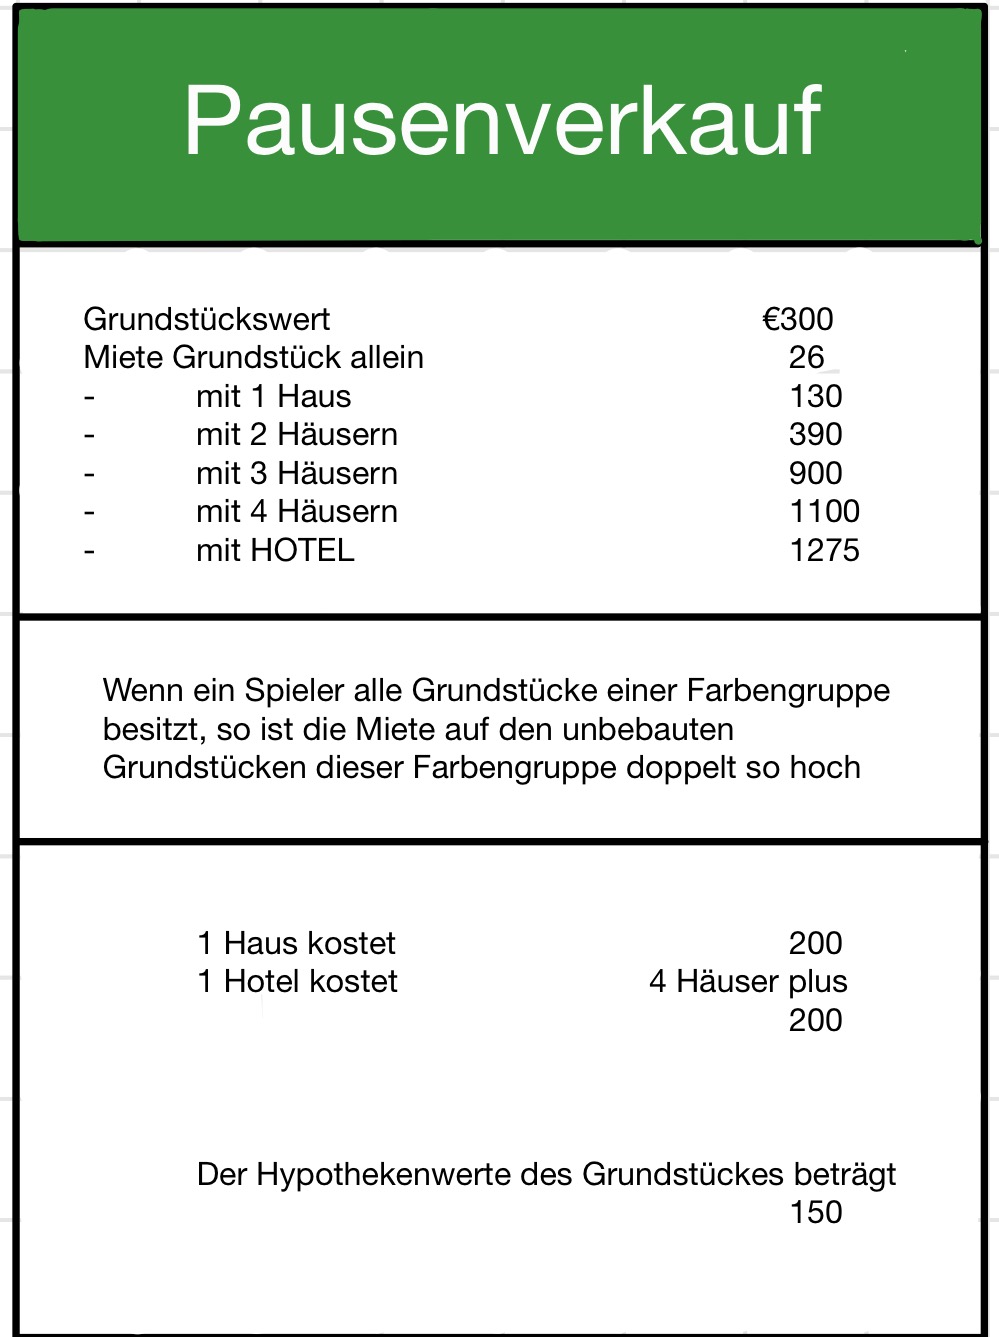 Pausenverkauf
Grundstückswert €300
Miete Grundstück allein 26
- mit 1 Haus 130
- mit 2 Häusern 390
- mit 3 Häusern 900
- mit 4 Häusern 1100
- mit HOTEL 1275
Wenn ein Spieler alle Grundstücke einer Farbengruppe
besitzt, so ist die Miete auf den unbebauten
Grundstücken dieser Farbengruppe doppelt so hoch
1 Haus kostet 200
1 Hotel kostet 4 Häuser plus
200
Der Hypothekenwerte des Grundstückes beträgt
150